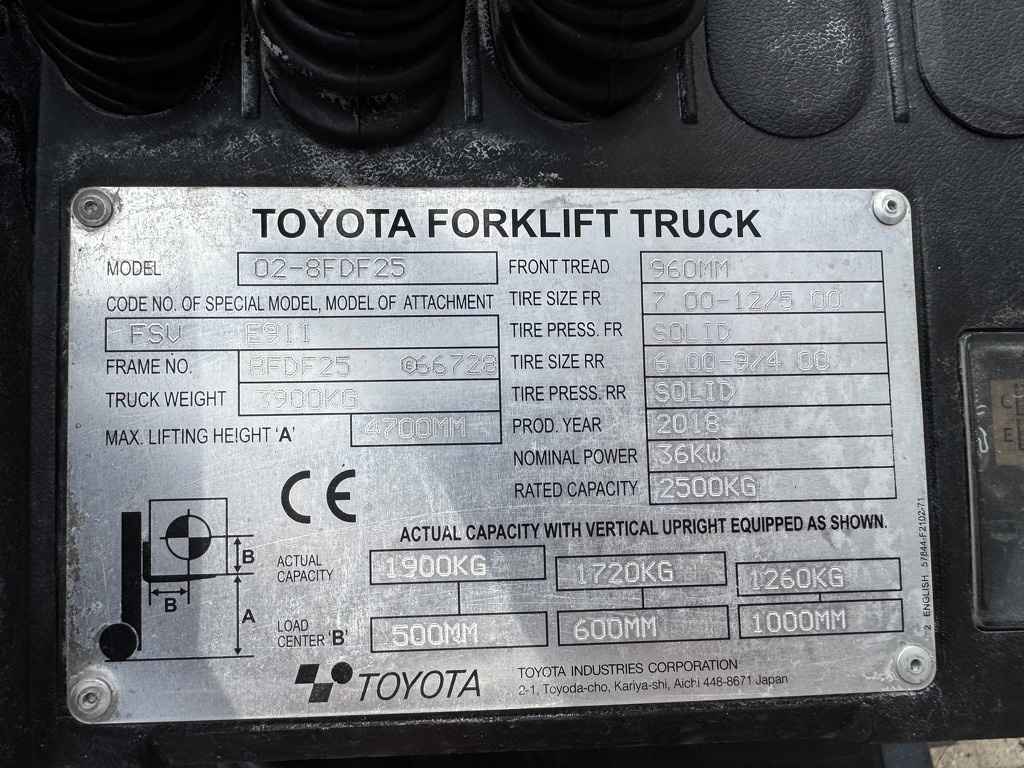 TOYOTA FORKLIFT TRUCK
MODEL 02-8FDF25
CODE NO. OF SPECIAL MODEL, MODEL OF ATTACHMENT
FSV E911
FRAME NO. 8FDF25 066728
TRUCK WEIGHT 3900KG
MAX. LIFTING HEIGHT 'A' 4700MM
FRONT TREAD 960MM
TIRE SIZE FR 7 00-12/5 00
TIRE PRESS. FR SOLID
TIRE SIZE RR 6 00-9/4 00
TIRE PRESS. RR SOLID
PROD. YEAR 2018
NOMINAL POWER 36KW
RATED CAPACITY 2500KG
CE
ACTUAL CAPACITY WITH VERTICAL UPRIGHT EQUIPPED AS SHOWN.
B
B
A
ACTUAL
CAPACITY 1900KG 1720KG 1260KG
LOAD
CENTER 'B' 500MM 600MM 1000MM
TOYOTA
TOYOTA INDUSTRIES CORPORATION
2-1, Toyoda-cho, Kariya-shi, Aichi 448-8671 Japan
2 ENGLISH 57844-F2102-71